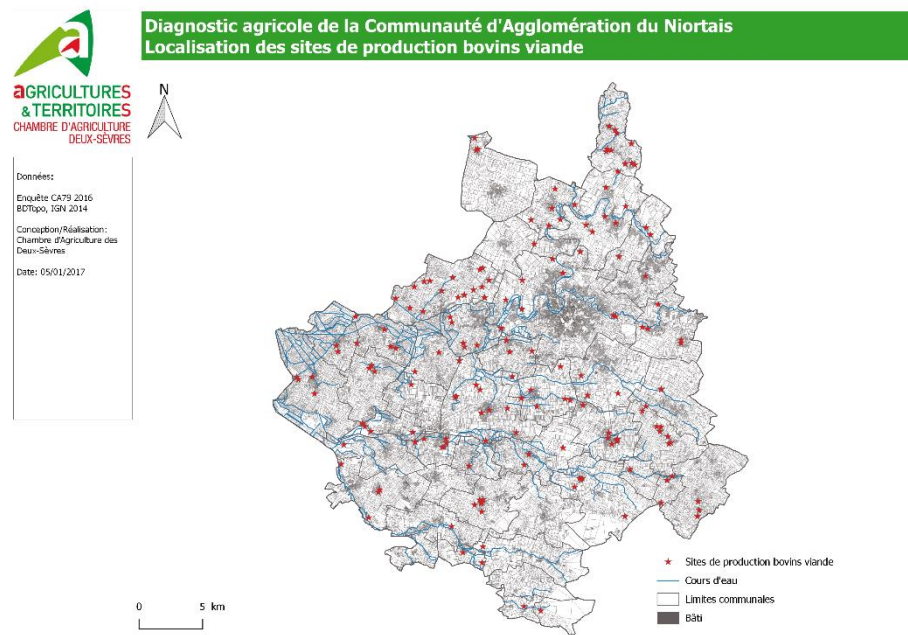 Diagnostic agricole de la Communauté d'Agglomération du Niortais
Localisation des sites de production bovins viande
a
aGRICULTURES
& TERRITOIRES
CHAMBRE D'AGRICULTURE
DEUX-SÈVRES
N
Données:
Enquête CA79 2016
BDTopo, IGN 2014
Conception/Réalisation:
Chambre d'Agriculture des
Deux-Sèvres
Date: 05/01/2017
Sites de production bovins viande
Cours d'eau
Limites communales
Bâti
0 5 km